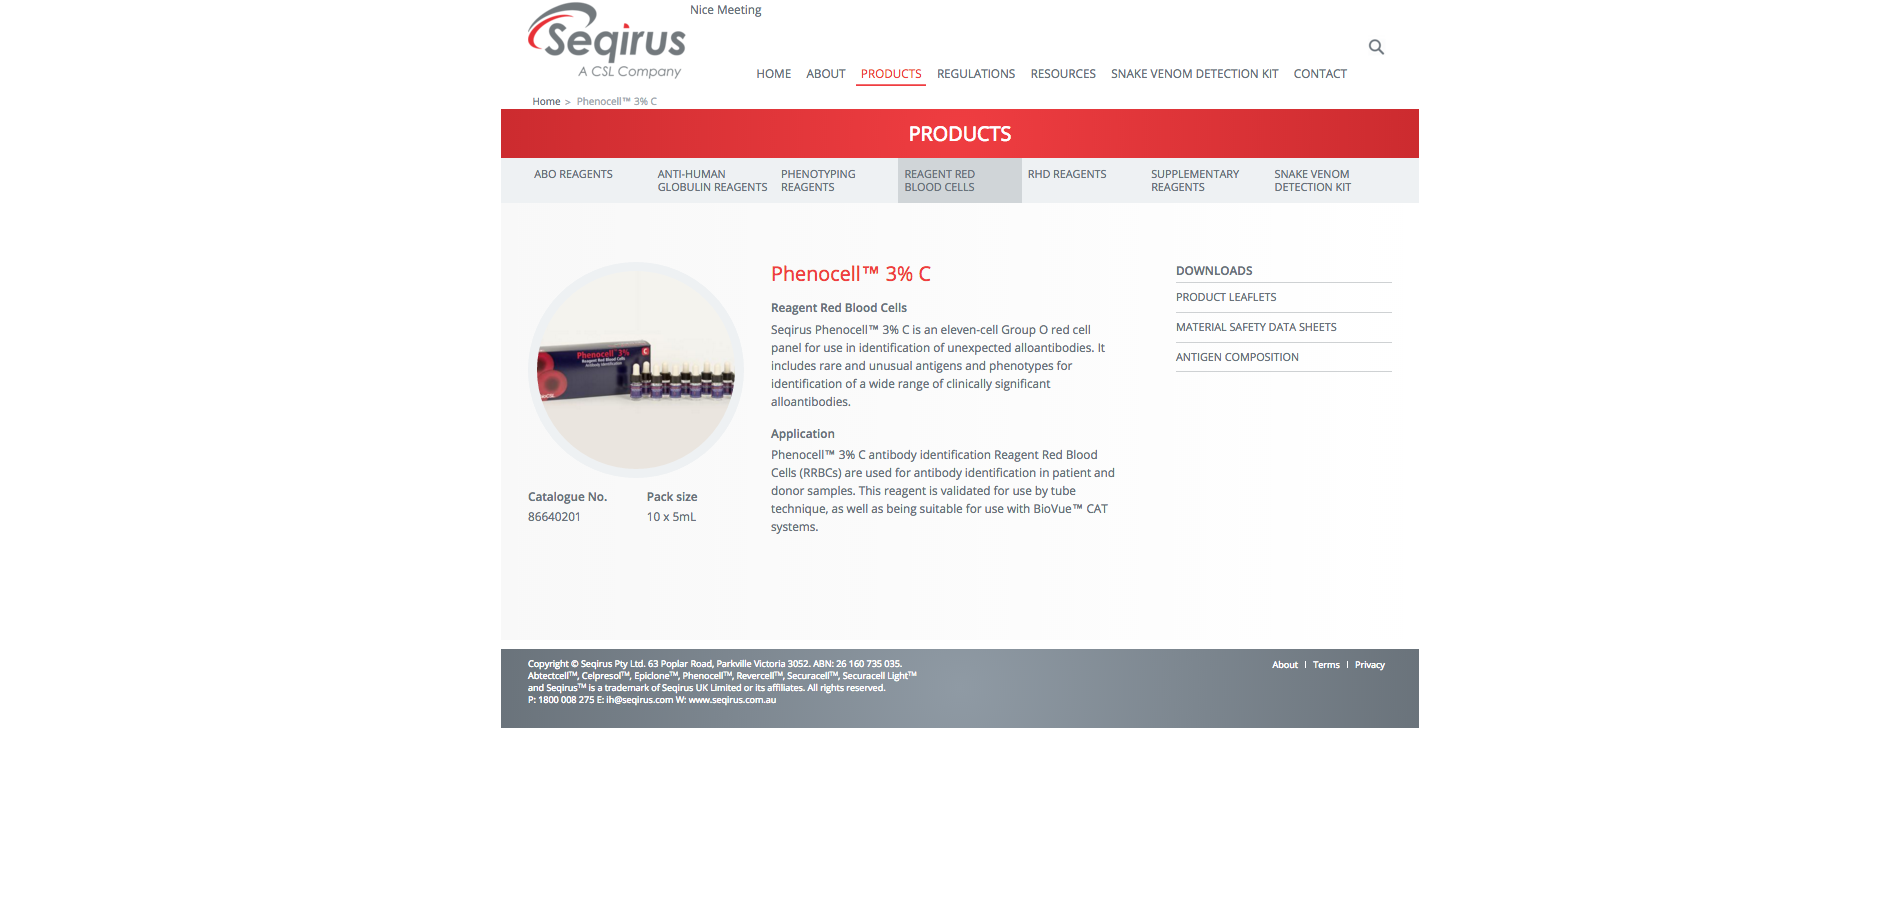 Nice Meeting
Seqirus
A CSL Company
HOME ABOUT PRODUCTS REGULATIONS RESOURCES SNAKE VENOM DETECTION KIT CONTACT
Home > Phenocell™ 3% C
PRODUCTS
ABO REAGENTS
ANTI-HUMAN
GLOBULIN REAGENTS
PHENOTYPING
REAGENTS
REAGENT RED
BLOOD CELLS
RHD REAGENTS
SUPPLEMENTARY
REAGENTS
SNAKE VENOM
DETECTION KIT
Phenocell™ 3%
Reagent Red Blood Cells
Antibody Identification
C
Catalogue No. Pack size
86640201 10 x 5mL
Phenocell™ 3% C
Reagent Red Blood Cells
Seqirus Phenocell™ 3% C is an eleven-cell Group O red cell
panel for use in identification of unexpected alloantibodies. It
includes rare and unusual antigens and phenotypes for
identification of a wide range of clinically significant
alloantibodies.
Application
Phenocell™ 3% C antibody identification Reagent Red Blood
Cells (RRBCs) are used for antibody identification in patient and
donor samples. This reagent is validated for use by tube
technique, as well as being suitable for use with BioVue™ CAT
systems.
DOWNLOADS
PRODUCT LEAFLETS
MATERIAL SAFETY DATA SHEETS
ANTIGEN COMPOSITION
Copyright © Seqirus Pty Ltd. 63 Poplar Road, Parkville Victoria 3052. ABN: 26 160 735 035.
Abtectcell™, Celpresol™, Epiclone™, Phenocell™, Revercell™, Securacell™, Securacell Light™
and Seqirus™ is a trademark of Seqirus UK Limited or its affiliates. All rights reserved.
P: 1800 008 275 E: ih@seqirus.com W: www.seqirus.com.au
About | Terms | Privacy